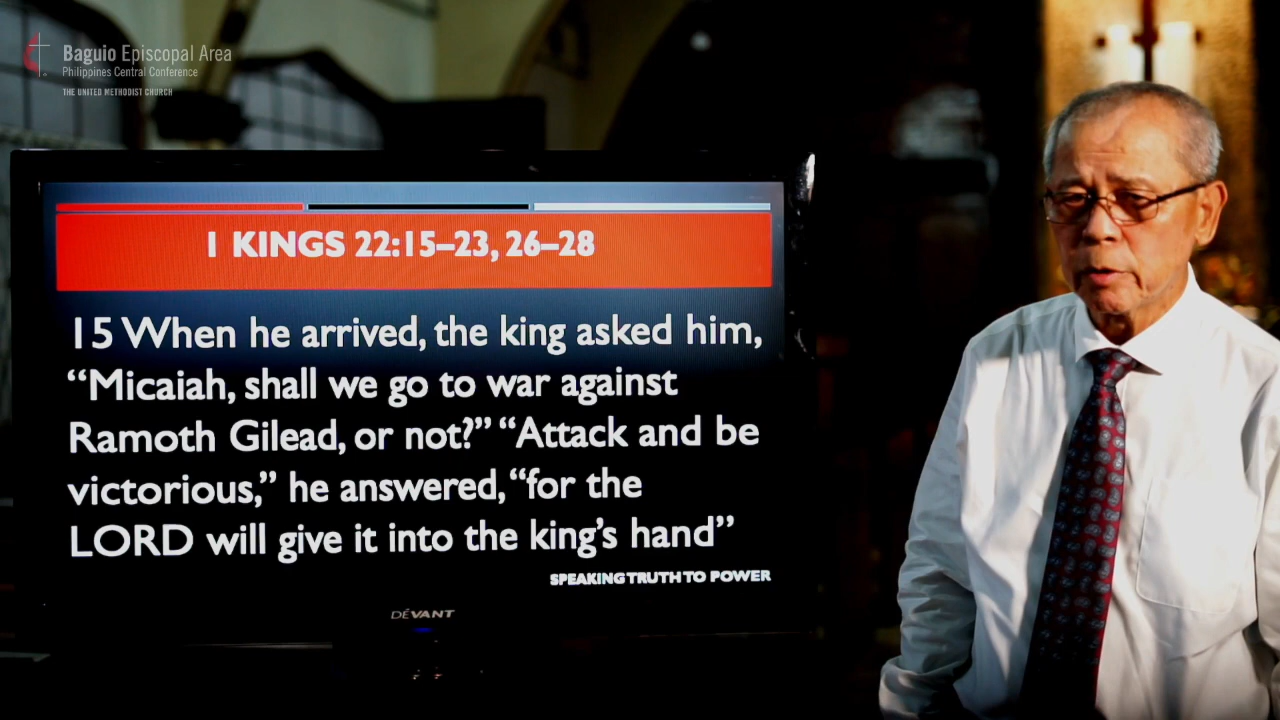 Baguio Episcopal Area
Philippines Central Conference
THE UNITED METHODIST CHURCH
1 KINGS 22:15–23, 26–28
15 When he arrived, the king asked him,
“Micaiah, shall we go to war against
Ramoth Gilead, or not?” “Attack and be
victorious,” he answered, “for the
LORD will give it into the king’s hand”
SPEAKING TRUTH TO POWER
DEVANT